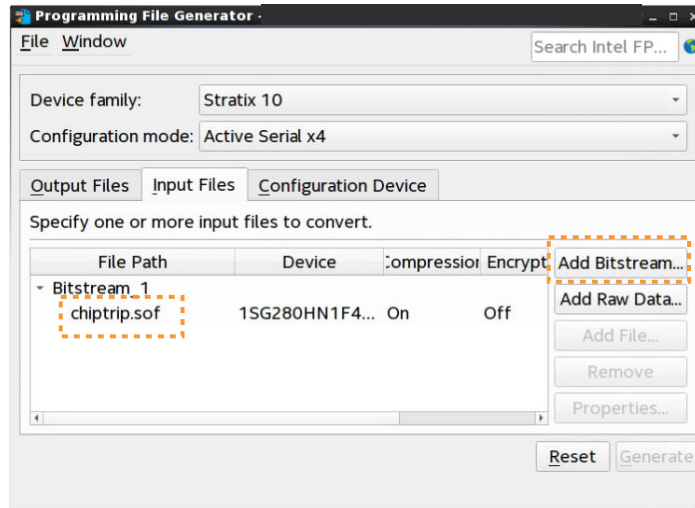 Programming File Generator -
File Window
Search Intel FP...
Device family: Stratix 10
Configuration mode: Active Serial x4
Output Files Input Files Configuration Device
Specify one or more input files to convert.
File Path Device Compression Encrypt Add Bitstream...
Bitstream_1
Add Raw Data...
chiptrip.sof 1SG280HN1F4... On Off
Add File...
Remove
Properties...
Reset Generate